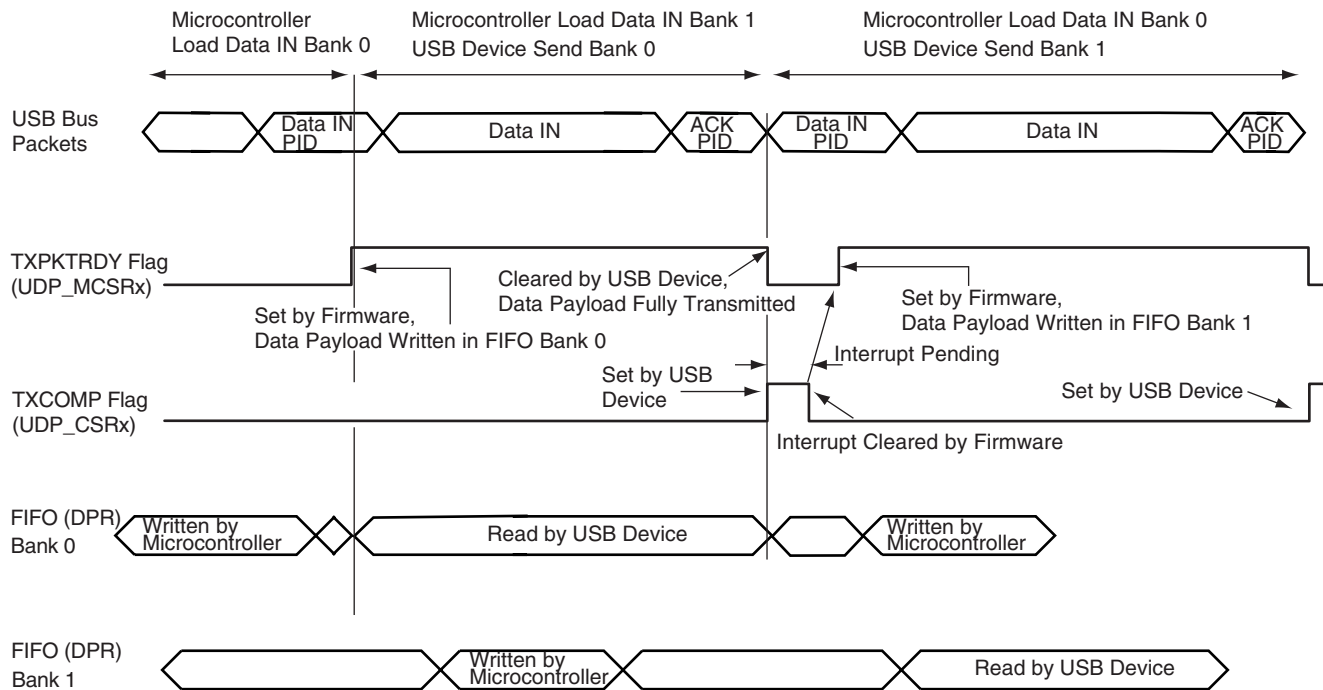 Microcontroller
Load Data IN Bank 0
Microcontroller Load Data IN Bank 1
USB Device Send Bank 0
Microcontroller Load Data IN Bank 0
USB Device Send Bank 1
USB Bus
Packets
Data IN
PID
Data IN
ACK
PID
Data IN
PID
Data IN
ACK
PID
TXPKTRDY Flag
(UDP_MCSRx)
Set by Firmware,
Data Payload Written in FIFO Bank 0
Cleared by USB Device,
Data Payload Fully Transmitted
Set by Firmware,
Data Payload Written in FIFO Bank 1
Interrupt Pending
TXCOMP Flag
(UDP_CSRx)
Set by USB
Device
Set by USB Device
Interrupt Cleared by Firmware
FIFO (DPR)
Bank 0
Written by
Microcontroller
Read by USB Device
Written by
Microcontroller
FIFO (DPR)
Bank 1
Written by
Microcontroller
Read by USB Device